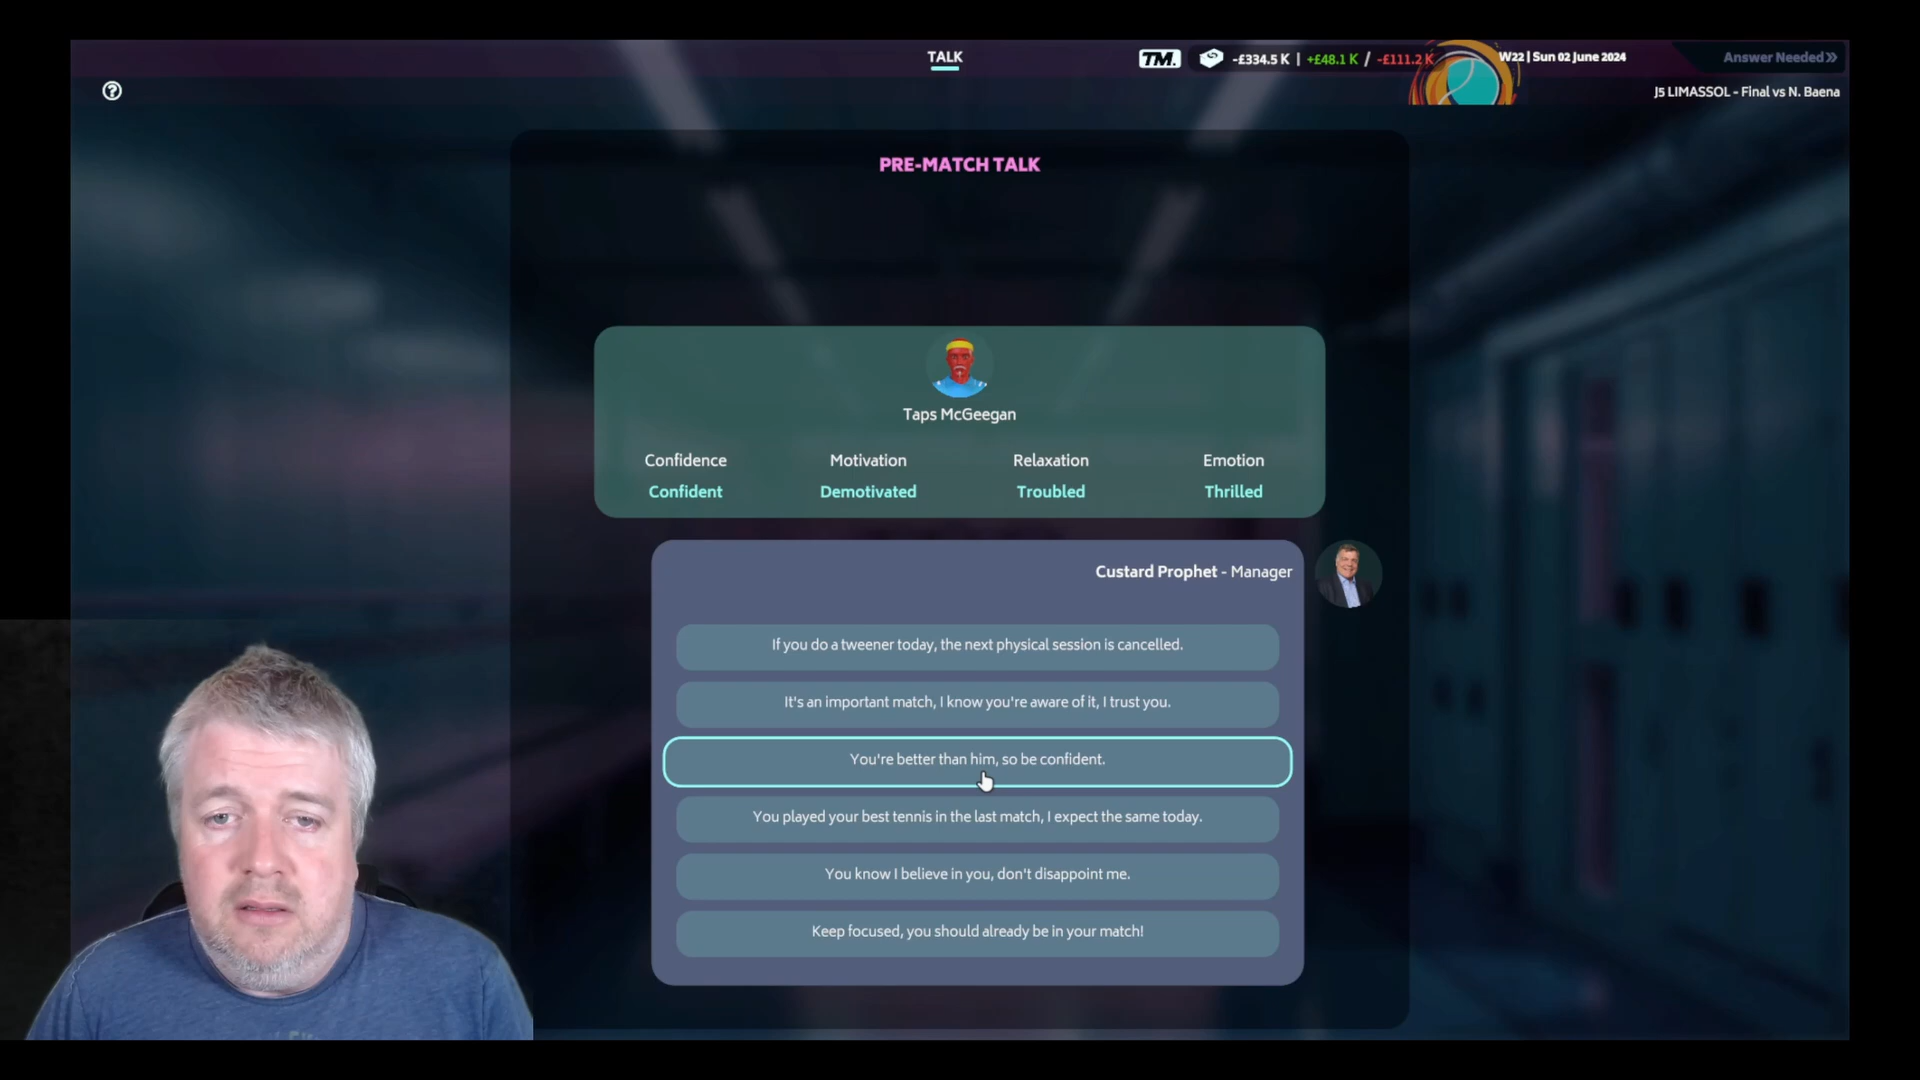 TALK
TM. -£334.5 K | +£48.1 K / -£111.2 K
W22 | Sun 02 June 2024
Answer Needed
J5 LIMASSOL - Final vs N. Baena
PRE-MATCH TALK
Taps McGeegan
Confidence Motivation Relaxation Emotion
Confident Demotivated Troubled Thrilled
Custard Prophet - Manager
If you do a tweener today, the next physical session is cancelled.
It's an important match, I know you're aware of it, I trust you.
You're better than him, so be confident.
You played your best tennis in the last match, I expect the same today.
You know I believe in you, don't disappoint me.
Keep focused, you should already be in your match!